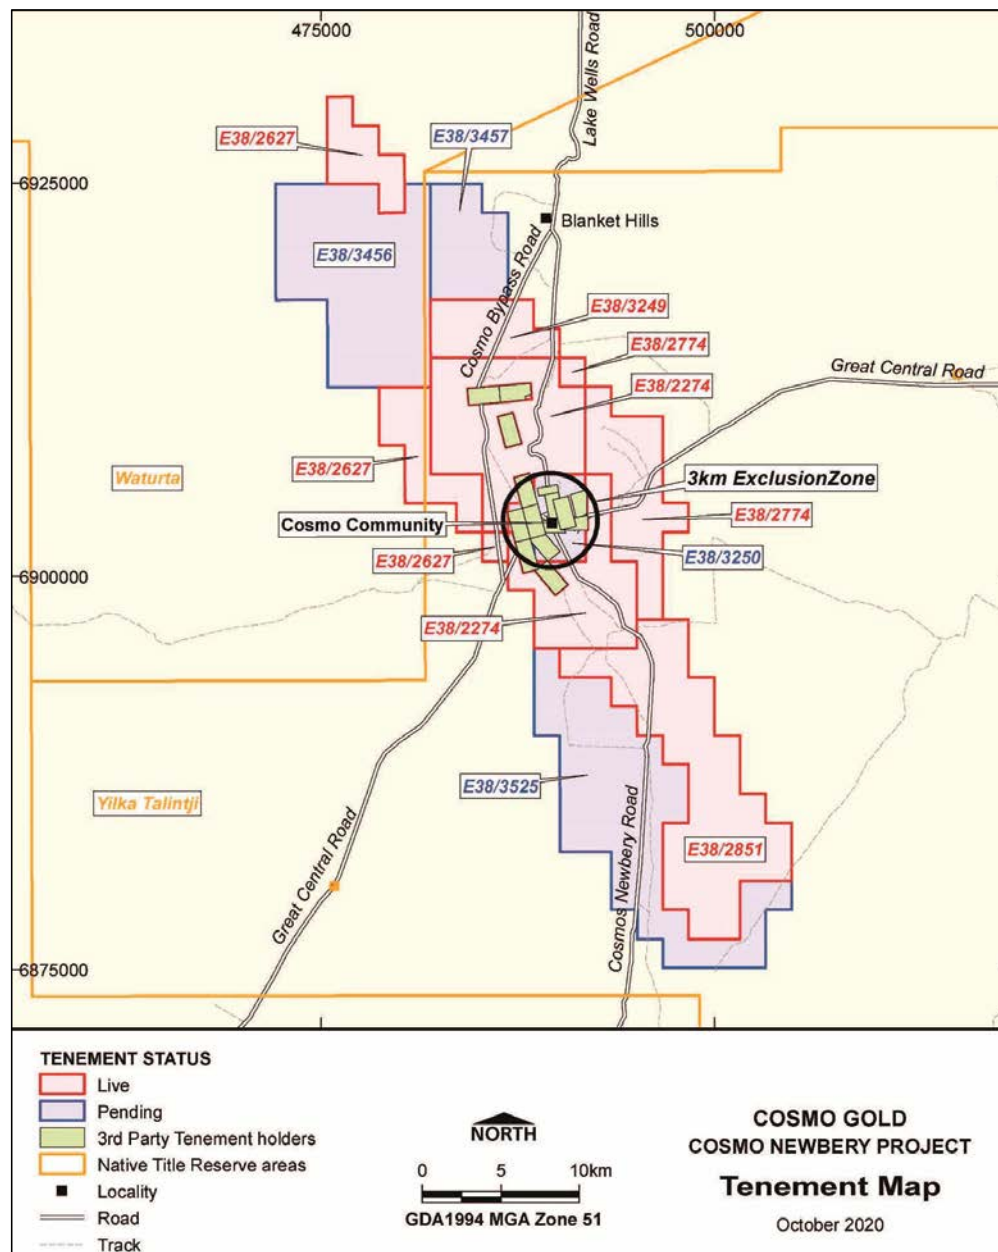 475000
500000
Lake Wells Road
E38/2627
E38/3457
6925000
Blanket Hills
E38/3456
Cosmo Bypass Road
E38/3249
E38/2774
Great Central Road
E38/2274
E38/2627
Waturta
3km ExclusionZone
E38/2774
Cosmo Community
E38/2627
E38/3250
6900000
E38/2274
E38/3525
Yilka Talintji
E38/2851
Great Central Road
Cosmos Newbery Road
6875000
TENEMENT STATUS
Live
Pending
3rd Party Tenement holders
Native Title Reserve areas
Locality
Road
Track
NORTH
0 5 10km
GDA1994 MGA Zone 51
COSMO GOLD
COSMO NEWBERY PROJECT
Tenement Map
October 2020